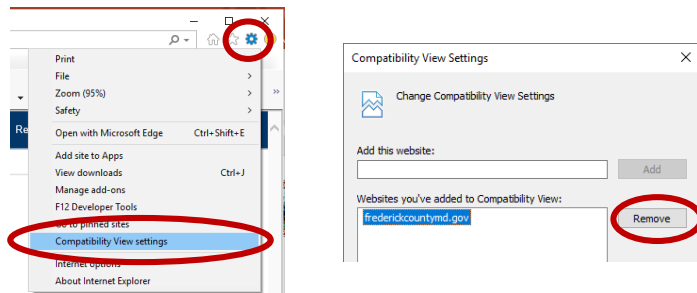 Print
File
Zoom (95%)
Safety
Re
Open with Microsoft Edge Ctrl+Shift+E
Add site to Apps
View downloads Ctrl+J
Manage add-ons
F12 Developer Tools
Go to pinned sites
Compatibility View settings
Internet options
About Internet Explorer
Compatibility View Settings
Change Compatibility View Settings
Add this website:
Add
Websites you've added to Compatibility View:
frederickcountymd.gov
Remove